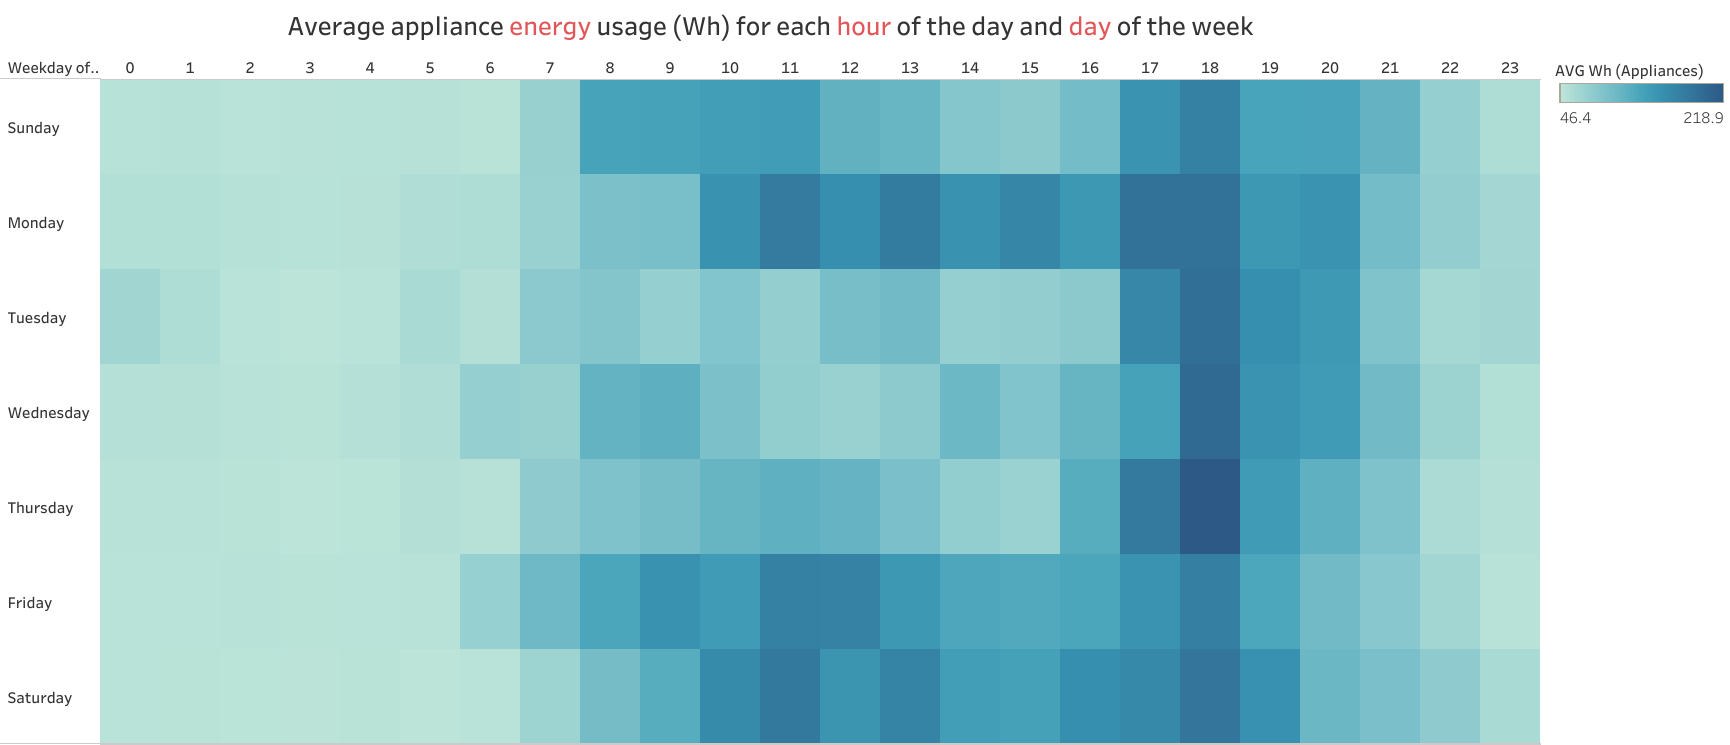 Average appliance energy usage (Wh) for each hour of the day and day of the week
Weekday of.. 0 1 2 3 4 5 6 7 8 9 10 11 12 13 14 15 16 17 18 19 20 21 22 23
AVG Wh (Appliances)
46.4 218.9
Sunday
Monday
Tuesday
Wednesday
Thursday
Friday
Saturday